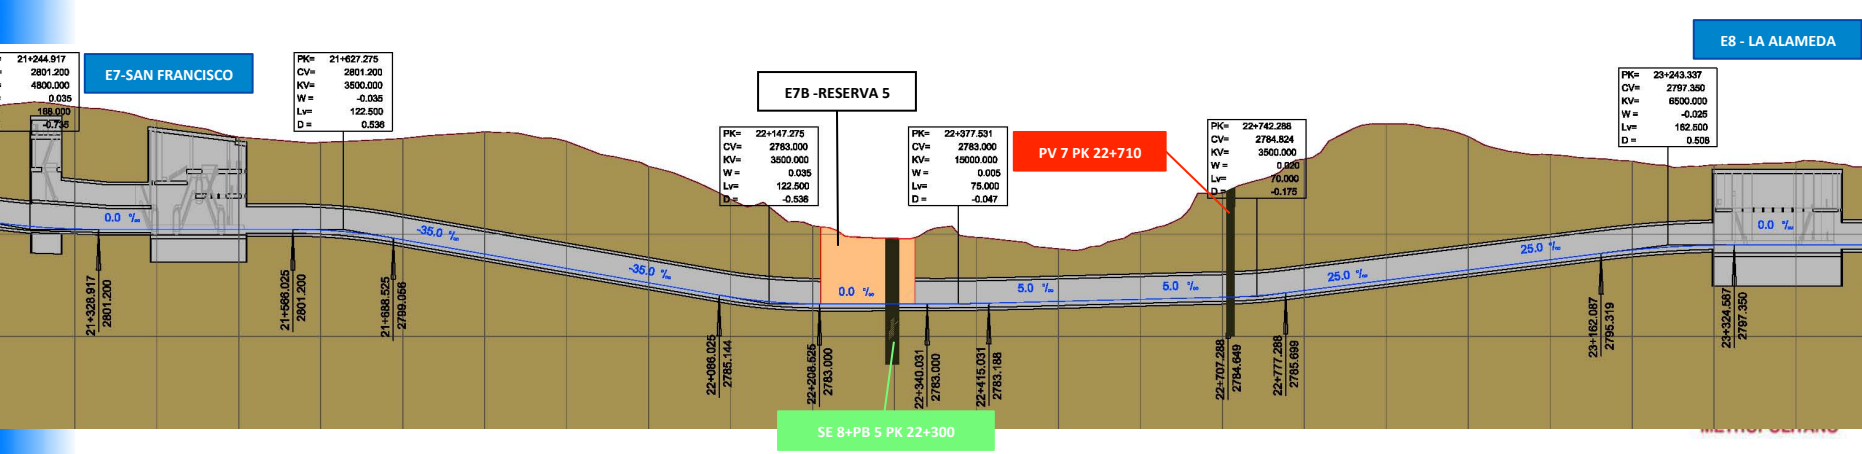 E8 - LA ALAMEDA
E7-SAN FRANCISCO
21+244.917
2801.200
4800.000
0.035
168.000
-0.735
PK= 21+627.275
CV= 2801.200
KV= 3500.000
W = -0.035
Lv= 122.500
D = 0.536
E7B -RESERVA 5
PK= 22+147.275
CV= 2783.000
KV= 3500.000
W = 0.035
Lv= 122.500
D = -0.536
PK= 22+377.531
CV= 2783.000
KV= 15000.000
W = 0.005
Lv= 75.000
D = -0.047
PV 7 PK 22+710
PK= 22+742.288
CV= 2784.824
KV= 3500.000
W = 0.020
Lv= 70.000
D = -0.175
PK= 23+243.337
CV= 2797.350
KV= 6500.000
W = -0.025
Lv= 162.500
D = 0.508
0.0 ‰
-35.0 ‰
-35.0 ‰
0.0 ‰
5.0 ‰
5.0 ‰
25.0 ‰
25.0 ‰
0.0 ‰
21+328.917
2801.200
21+566.025
2801.200
21+688.525
2799.056
22+086.025
2785.144
22+208.525
2783.000
22+340.031
2783.000
22+415.031
2783.188
22+707.288
2784.649
22+777.288
2785.699
23+162.087
2795.319
23+324.587
2797.350
SE 8+PB 5 PK 22+300
METROPOLITANO